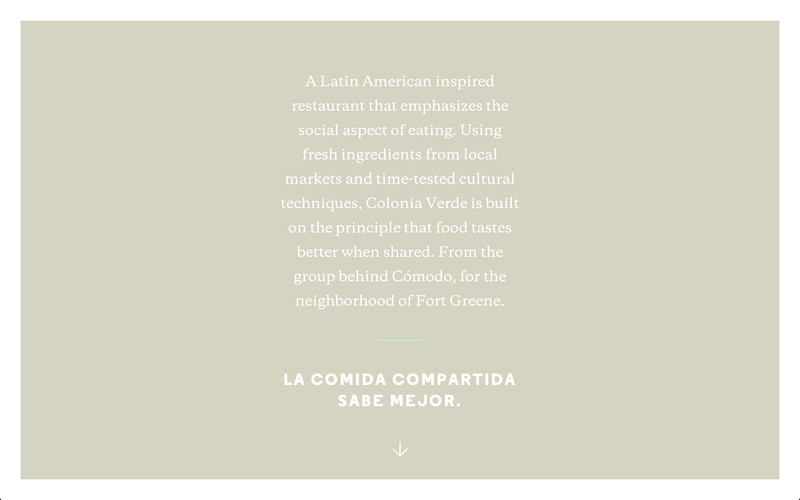 A Latin American inspired
restaurant that emphasizes the
social aspect of eating. Using
fresh ingredients from local
markets and time-tested cultural
techniques, Colonia Verde is built
on the principle that food tastes
better when shared. From the
group behind Cómodo, for the
neighborhood of Fort Greene.
LA COMIDA COMPARTIDA
SABE MEJOR.